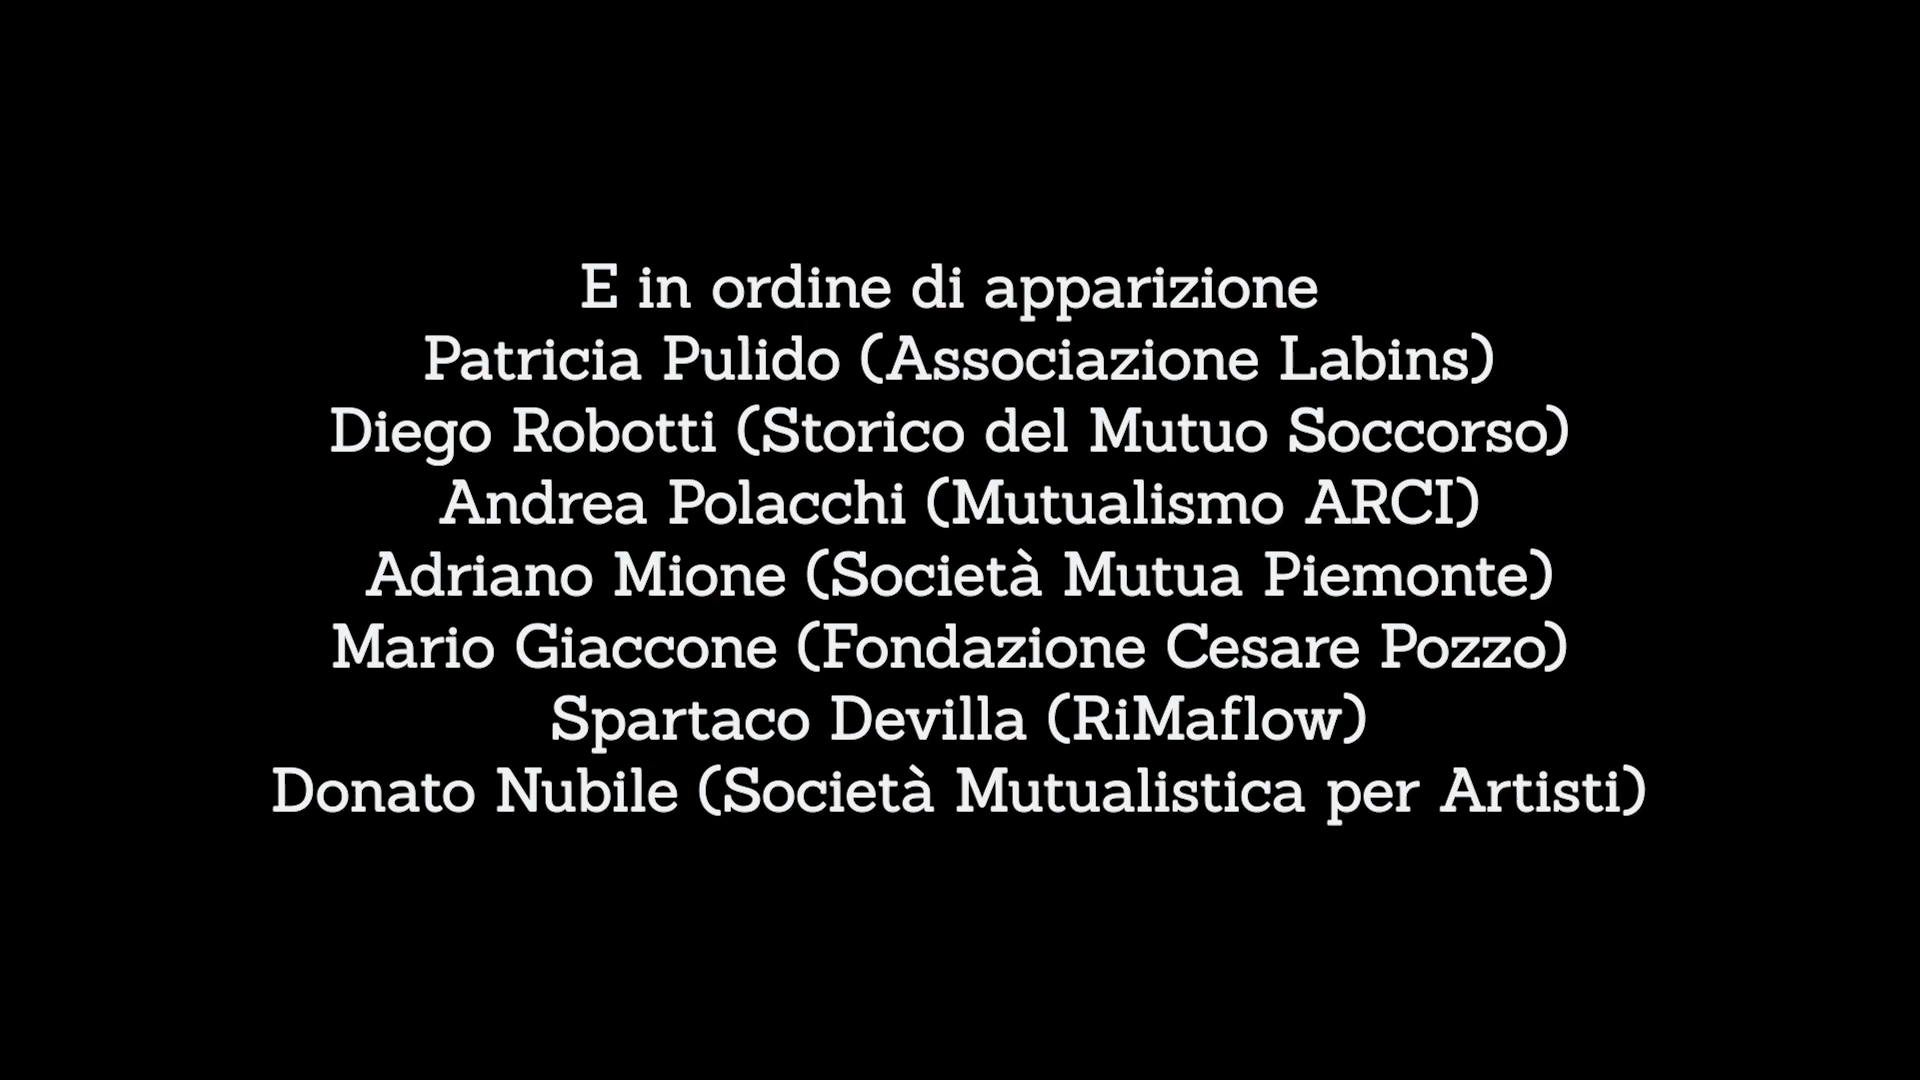 E in ordine di apparizione
Patricia Pulido (Associazione Labins)
Diego Robotti (Storico del Mutuo Soccorso)
Andrea Polacchi (Mutualismo ARCI)
Adriano Mione (Società Mutua Piemonte)
Mario Giaccone (Fondazione Cesare Pozzo)
Spartaco Devilla (RiMaflow)
Donato Nubile (Società Mutualistica per Artisti)